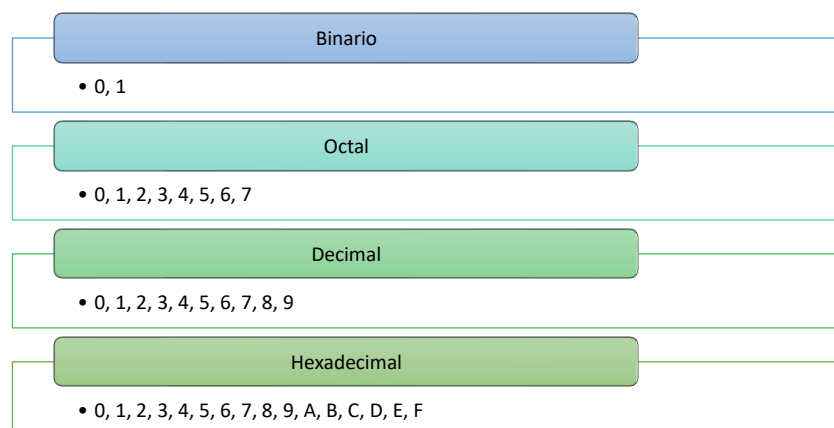 Binario
• 0, 1
Octal
• 0, 1, 2, 3, 4, 5, 6, 7
Decimal
• 0, 1, 2, 3, 4, 5, 6, 7, 8, 9
Hexadecimal
• 0, 1, 2, 3, 4, 5, 6, 7, 8, 9, A, B, C, D, E, F